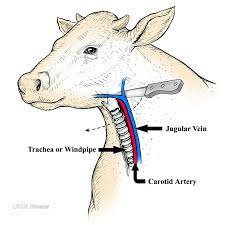 Jugular Vein
Trachea or Windpipe
Carotid Artery